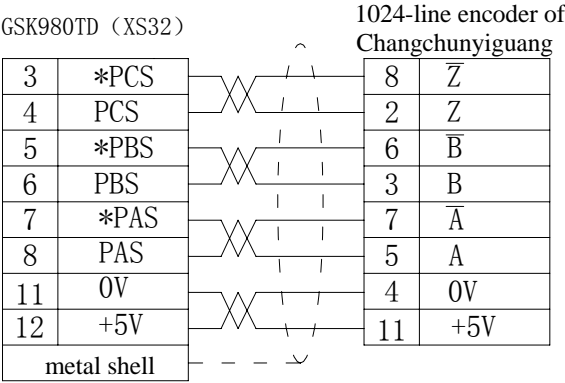 GSK980TD（XS32）
1024-line encoder of
Changchunyiguang
3 *PCS 8 Z̅
4 PCS 2 Z
5 *PBS 6 B̅
6 PBS 3 B
7 *PAS 7 A̅
8 PAS 5 A
11 0V 4 0V
12 +5V 11 +5V
metal shell